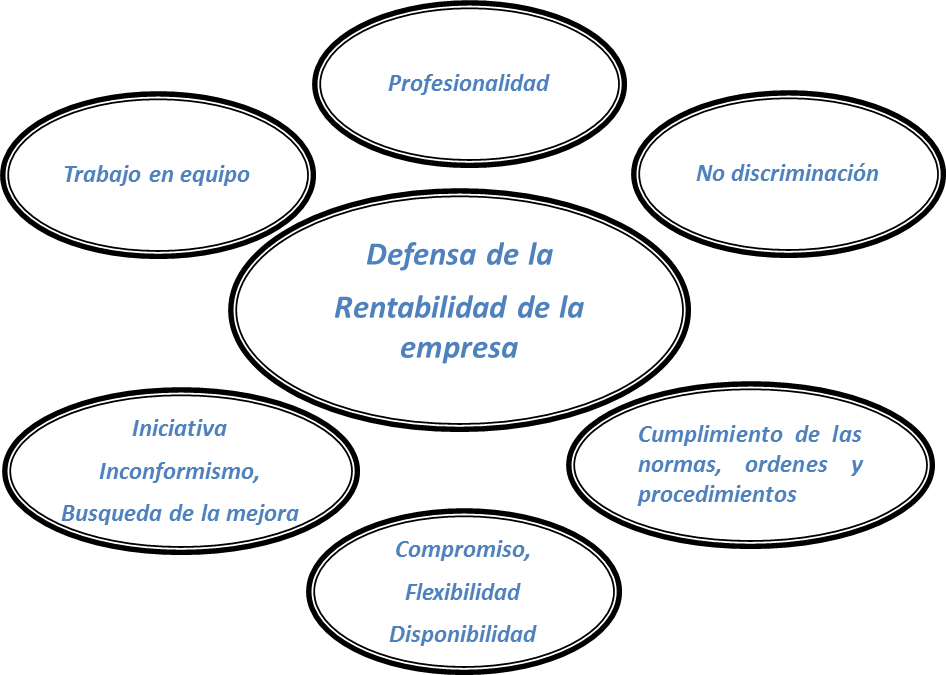 Profesionalidad
Trabajo en equipo
No discriminación
Defensa de la
Rentabilidad de la
empresa
Iniciativa
Inconformismo,
Busqueda de la mejora
Cumplimiento de las
normas, ordenes y
procedimientos
Compromiso,
Flexibilidad
Disponibilidad